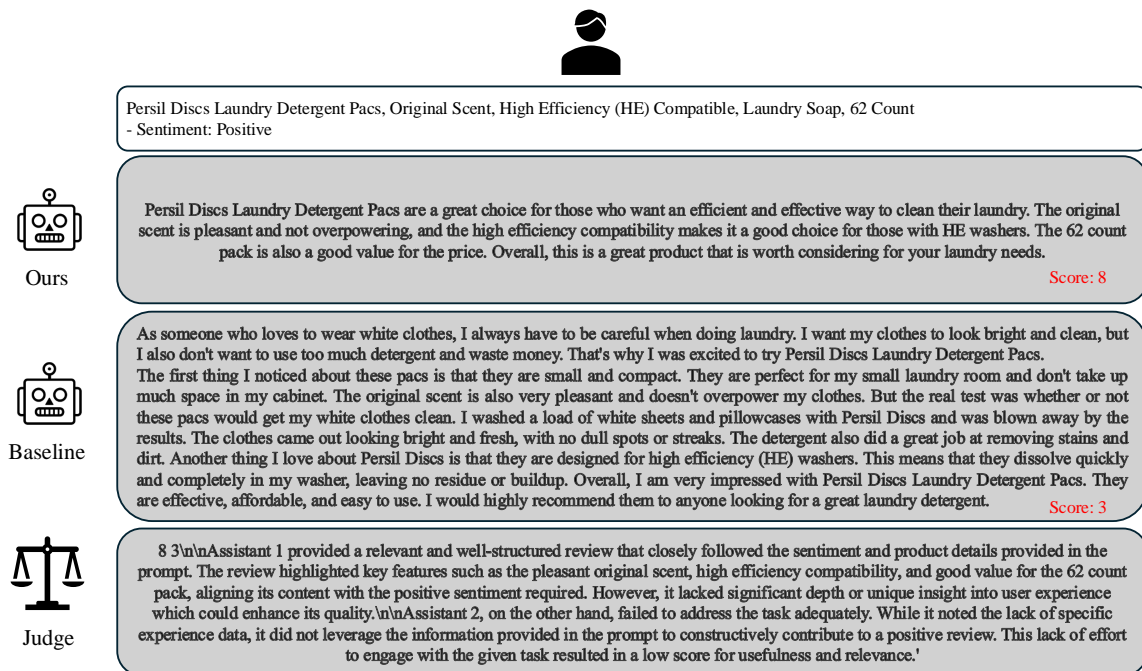 Persil Discs Laundry Detergent Pacs, Original Scent, High Efficiency (HE) Compatible, Laundry Soap, 62 Count
- Sentiment: Positive
Persil Discs Laundry Detergent Pacs are a great choice for those who want an efficient and effective way to clean their laundry. The original
scent is pleasant and not overpowering, and the high efficiency compatibility makes it a good choice for those with HE washers. The 62 count
pack is also a good value for the price. Overall, this is a great product that is worth considering for your laundry needs.
Ours
Score: 8
As someone who loves to wear white clothes, I always have to be careful when doing laundry. I want my clothes to look bright and clean, but
I also don't want to use too much detergent and waste money. That's why I was excited to try Persil Discs Laundry Detergent Pacs.
The first thing I noticed about these pacs is that they are small and compact. They are perfect for my small laundry room and don't take up
much space in my cabinet. The original scent is also very pleasant and doesn't overpower my clothes. But the real test was whether or not
these pacs would get my white clothes clean. I washed a load of white sheets and pillowcases with Persil Discs and was blown away by the
results. The clothes came out looking bright and fresh, with no dull spots or streaks. The detergent also did a great job at removing stains and
dirt. Another thing I love about Persil Discs is that they are designed for high efficiency (HE) washers. This means that they dissolve quickly
and completely in my washer, leaving no residue or buildup. Overall, I am very impressed with Persil Discs Laundry Detergent Pacs. They
are effective, affordable, and easy to use. I would highly recommend them to anyone looking for a great laundry detergent.
Baseline
Score: 3
8 3\n\nAssistant 1 provided a relevant and well-structured review that closely followed the sentiment and product details provided in the
prompt. The review highlighted key features such as the pleasant original scent, high efficiency compatibility, and good value for the 62 count
pack, aligning its content with the positive sentiment required. However, it lacked significant depth or unique insight into user experience
which could enhance its quality.\n\nAssistant 2, on the other hand, failed to address the task adequately. While it noted the lack of specific
experience data, it did not leverage the information provided in the prompt to constructively contribute to a positive review. This lack of effort
to engage with the given task resulted in a low score for usefulness and relevance.'
Judge